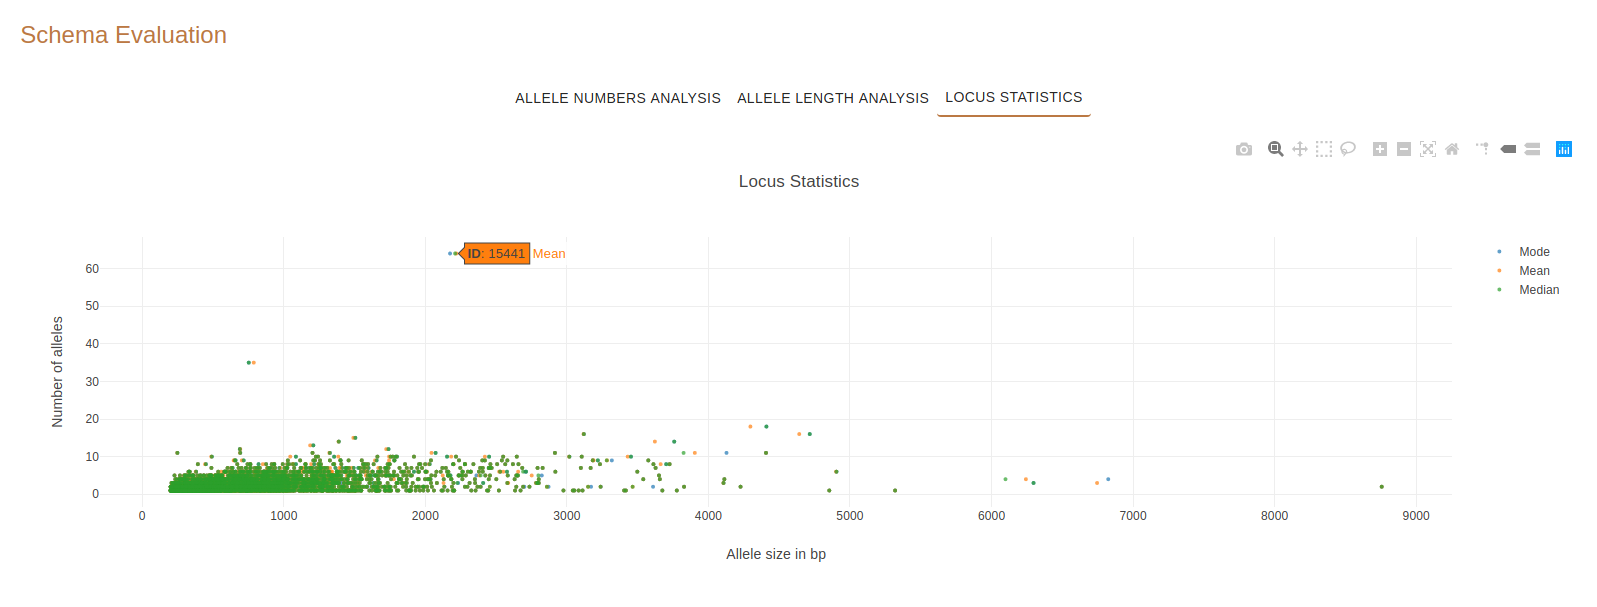 Schema Evaluation
ALLELE NUMBERS ANALYSIS ALLELE LENGTH ANALYSIS LOCUS STATISTICS
Locus Statistics
ID: 15441 Mean
Mode
Mean
Median
Number of alleles
60
50
40
30
20
10
0
0 1000 2000 3000 4000 5000 6000 7000 8000 9000
Allele size in bp